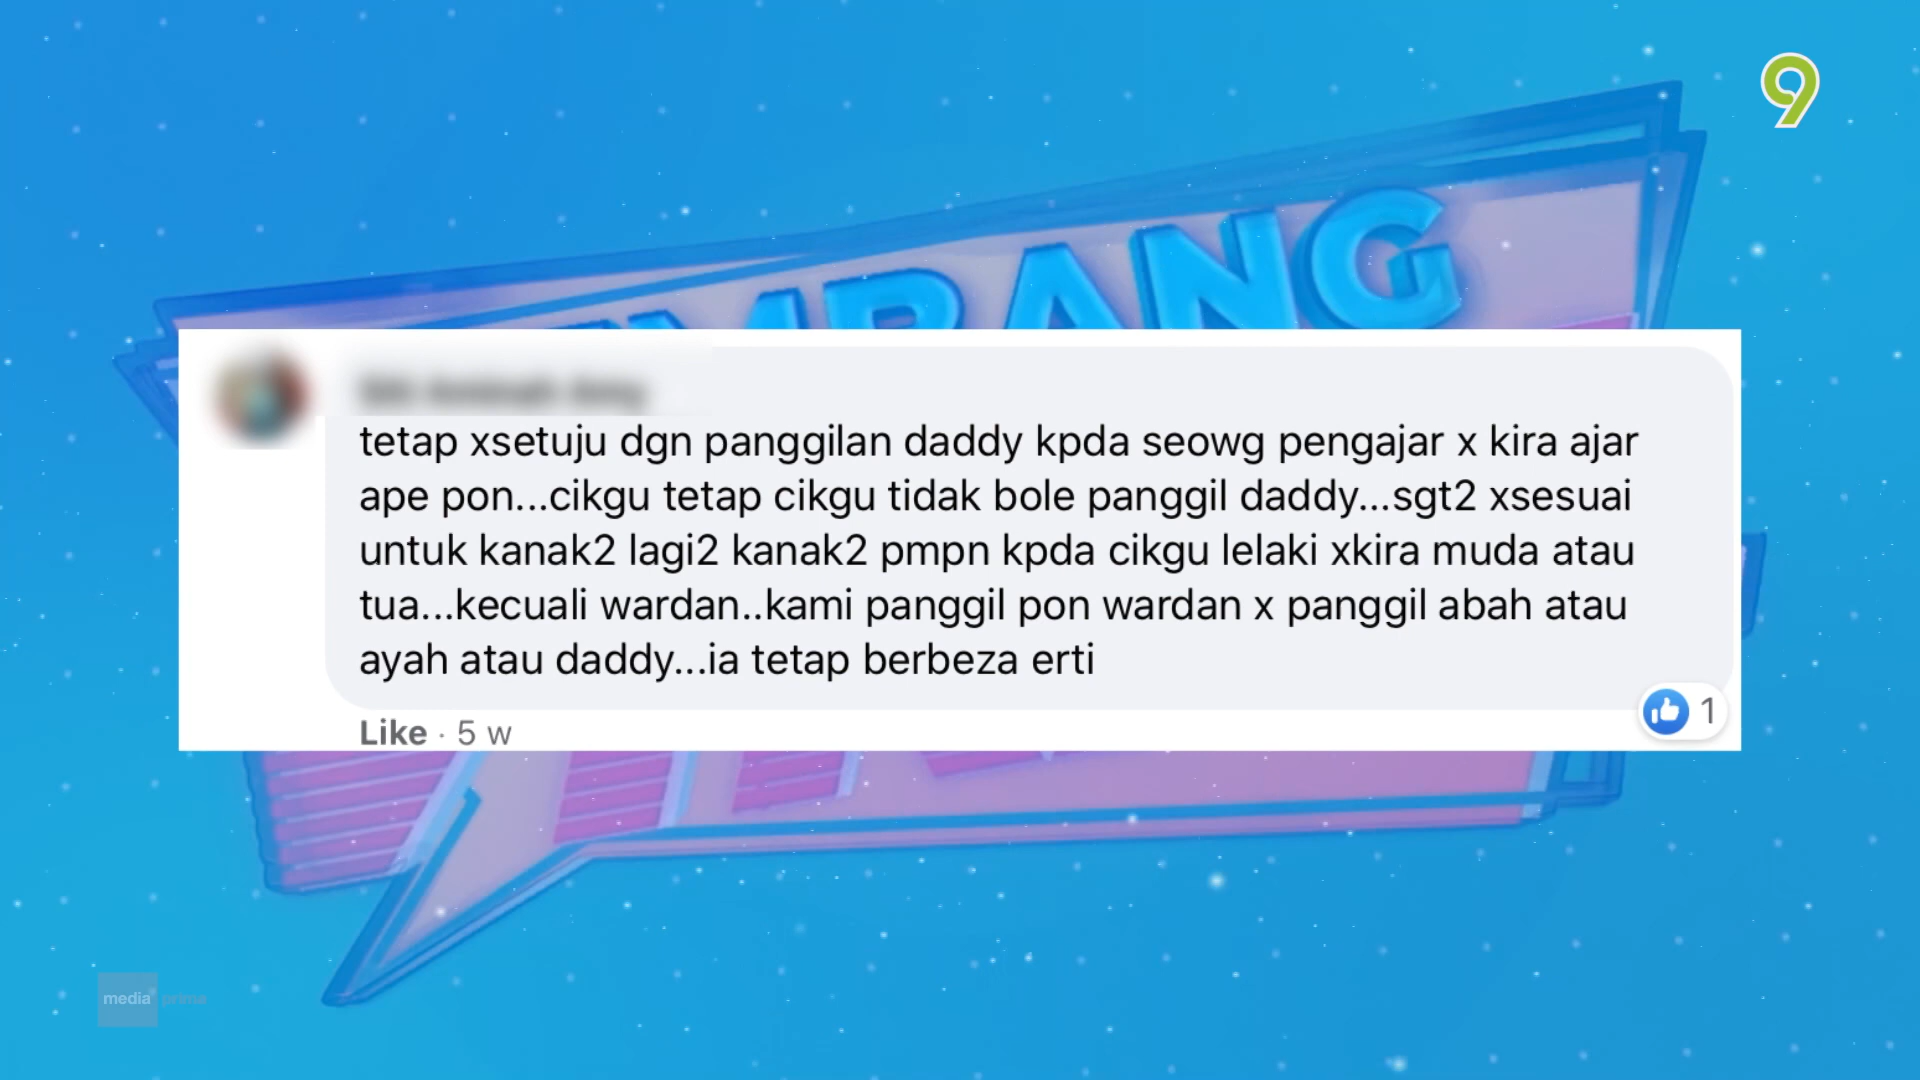 9
tetap xsetuju dgn panggilan daddy kpda seowg pengajar x kira ajar
ape pon...cikgu tetap cikgu tidak bole panggil daddy...sgt2 xsesuai
untuk kanak2 lagi2 kanak2 pmpn kpda cikgu lelaki xkira muda atau
tua...kecuali wardan..kami panggil pon wardan x panggil abah atau
ayah atau daddy...ia tetap berbeza erti
Like · 5 w
1
media prima